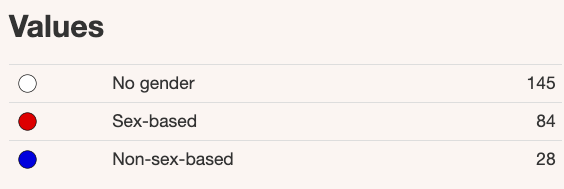 Values
No gender 145
Sex-based 84
Non-sex-based 28